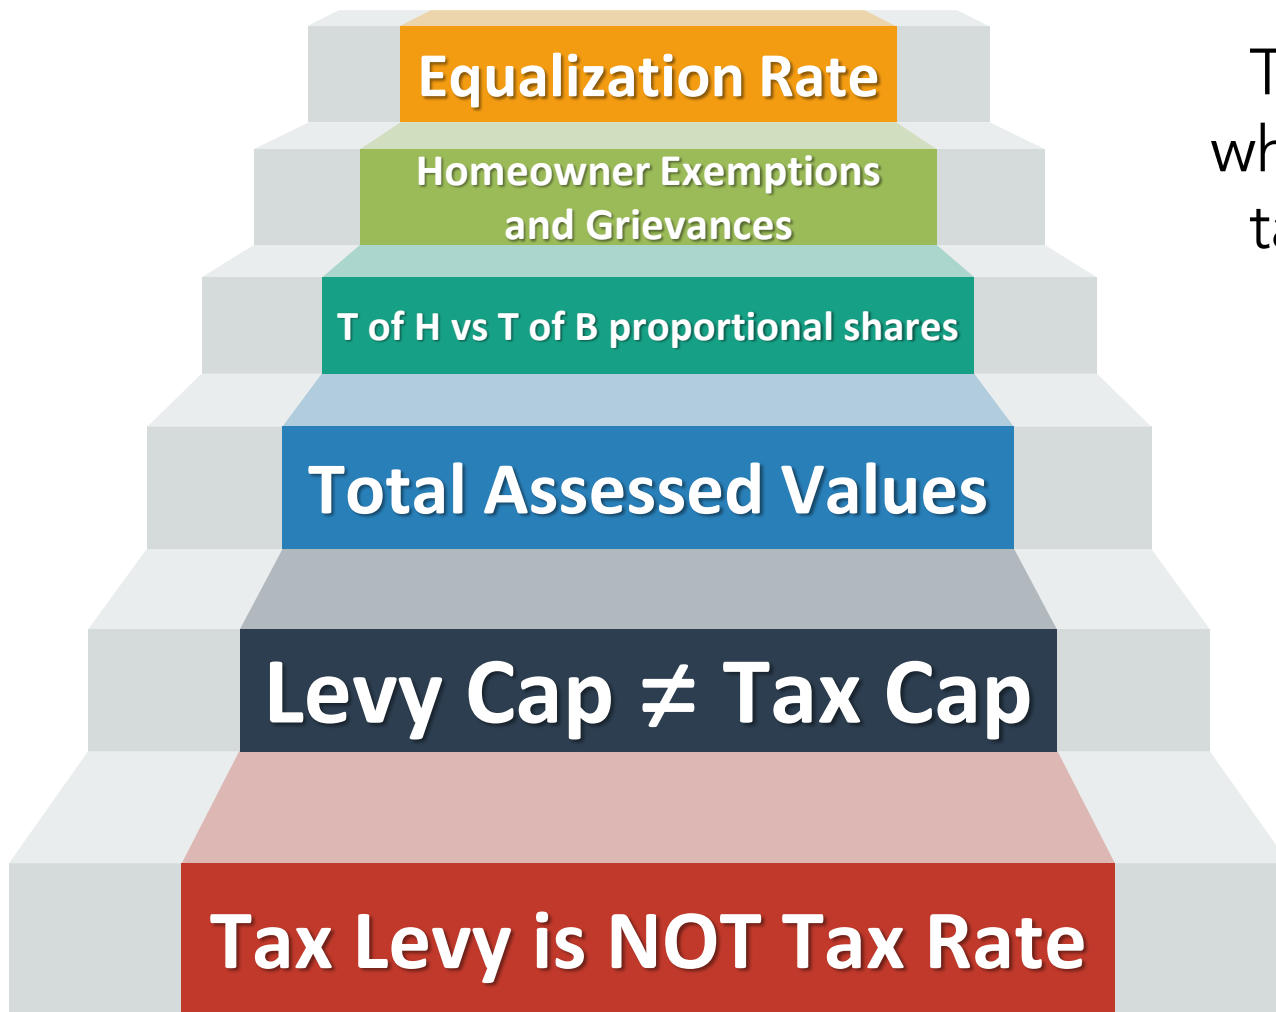 Equalization Rate
Homeowner Exemptions
and Grievances
T of H vs T of B proportional shares
Total Assessed Values
Levy Cap ≠ Tax Cap
Tax Levy is NOT Tax Rate